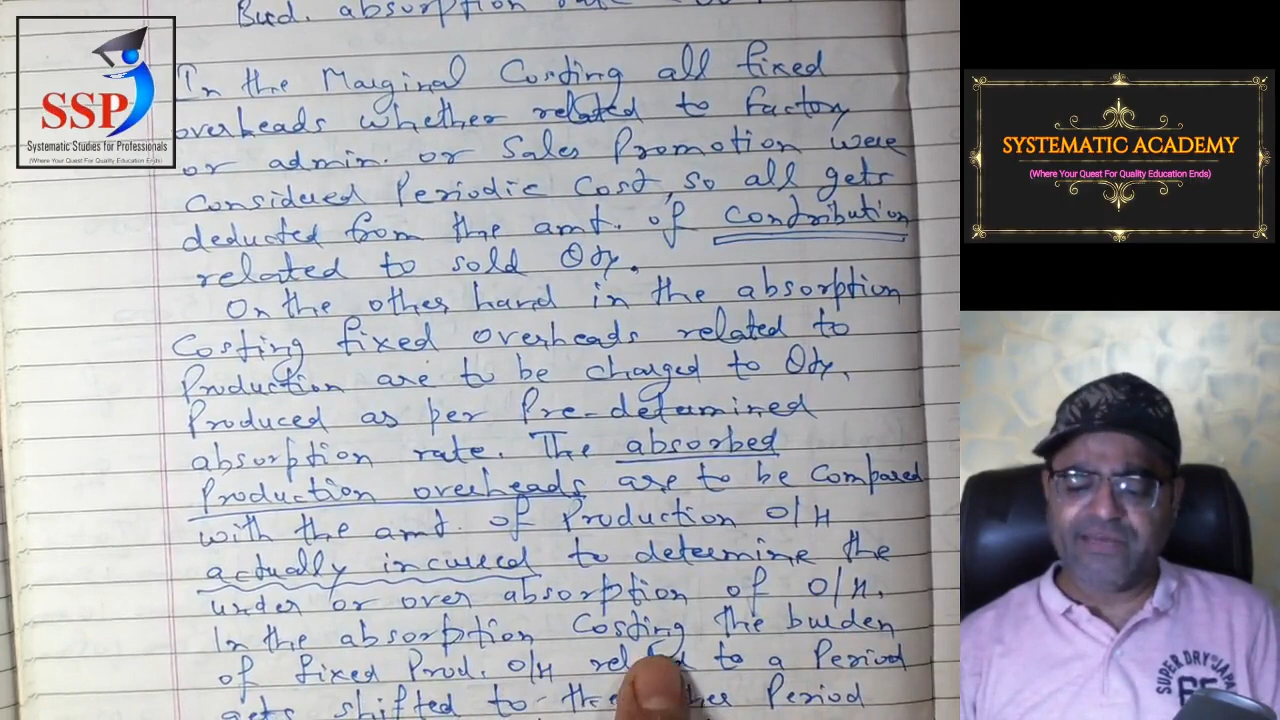 Bud. absorption rate
In the Marginal Costing all fixed
overheads whether related to factory
or admin. or Sales Promotion were
Considered Periodic Cost, so all gets
deducted from the amt. of contribution
related to sold Qty.
On the other hand in the absorption
Costing fixed overheads related to
Production are to be charged to Qty.
Produced as per Pre-determined
absorption rate. The absorbed
Production overheads are to be Compared
with the amt. of Production O/H
actually incurred to determine the
under or over absorption of O/H.
In the absorption Costing the burden
of fixed Prod. O/H related to a Period
gets shifted to the Period
SSP
Systematic Studies for Professionals
(Where Your Quest For Quality Education Ends)
SYSTEMATIC ACADEMY
(Where Your Quest For Quality Education Ends)
SUPER DRY